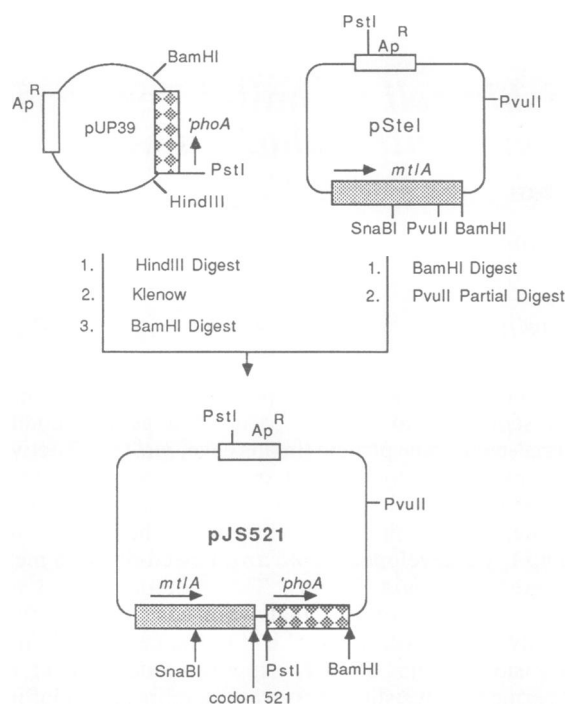 BamHI
Ap R
pUP39
'phoA
PstI
HindIII
PstI
Ap R
PvuII
pSteI
mtlA
SnaBI PvuII BamHI
1. HindIII Digest
2. Klenow
3. BamHI Digest
1. BamHI Digest
2. PvuII Partial Digest
PstI
Ap R
PvuII
pJS521
mtlA
'phoA
SnaBI
PstI
BamHI
codon 521